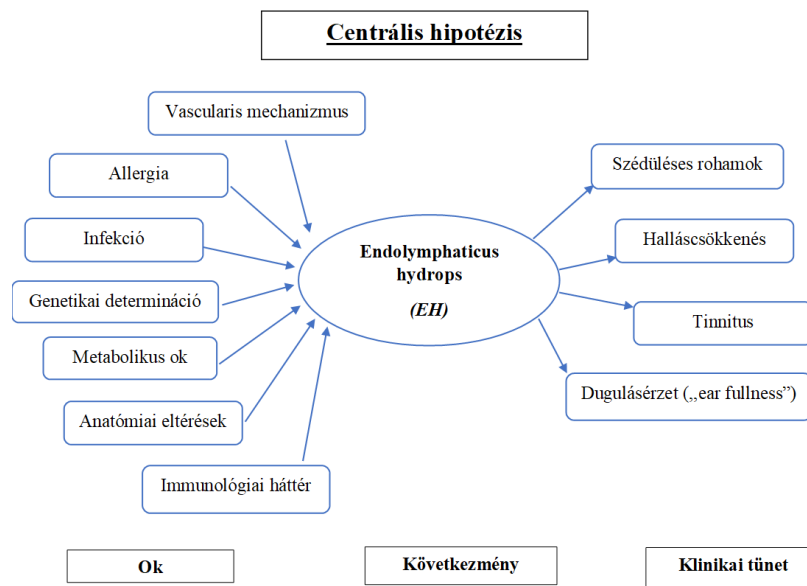 Centrális hipotézis
Vascularis mechanizmus
Allergia
Infekció
Genetikai determináció
Metabolikus ok
Anatómiai eltérések
Immunológiai háttér
Endolymphaticus
hydrops
(EH)
Szédüléses rohamok
Halláscsökkenés
Tinnitus
Dugulásérzet („ear fullness”)
Ok
Következmény
Klinikai tünet